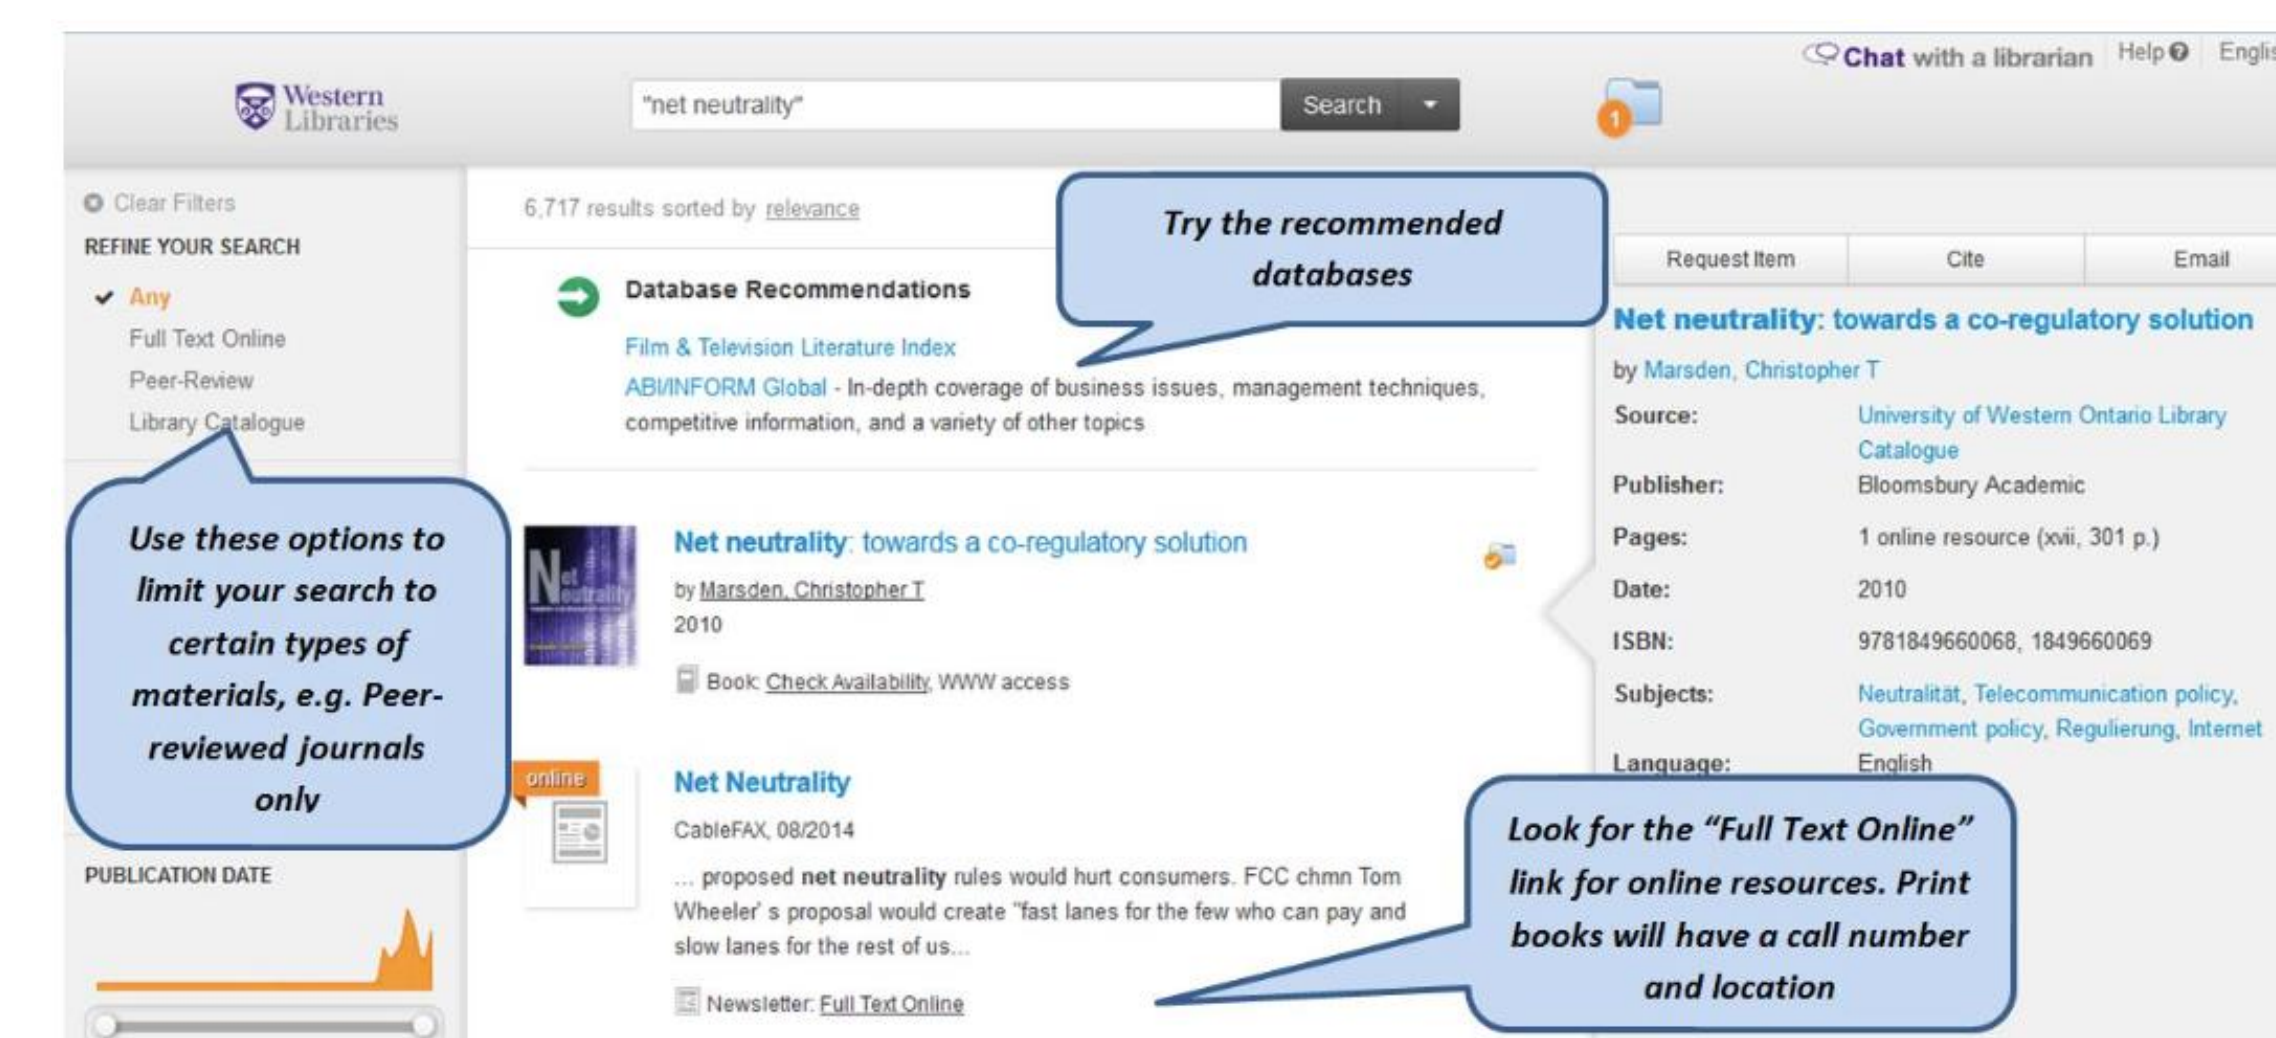 Chat with a librarian
Help
Englis
Western
Libraries
"net neutrality"
Search
1
Clear Filters
REFINE YOUR SEARCH
Any
Full Text Online
Peer-Review
Library Catalogue
Use these options to
limit your search to
certain types of
materials, e.g. Peer-
reviewed journals
only
PUBLICATION DATE
6,717 results sorted by relevance
Try the recommended
databases
Database Recommendations
Film & Television Literature Index
ABI/INFORM Global - In-depth coverage of business issues, management techniques,
competitive information, and a variety of other topics
Net
Neutrality
Net neutrality: towards a co-regulatory solution
by Marsden, Christopher T
2010
Book: Check Availability, WWW access
online
Net Neutrality
CableFAX, 08/2014
... proposed net neutrality rules would hurt consumers. FCC chmn Tom
Wheeler' s proposal would create "fast lanes for the few who can pay and
slow lanes for the rest of us...
Newsletter: Full Text Online
Request Item
Cite
Email
Net neutrality: towards a co-regulatory solution
by Marsden, Christopher T
Source: University of Western Ontario Library
Catalogue
Publisher: Bloomsbury Academic
Pages: 1 online resource (xvii, 301 p.)
Date: 2010
ISBN: 9781849660068, 1849660069
Subjects: Neutralität, Telecommunication policy,
Government policy, Regulierung, Internet
Language: English
Look for the “Full Text Online”
link for online resources. Print
books will have a call number
and location